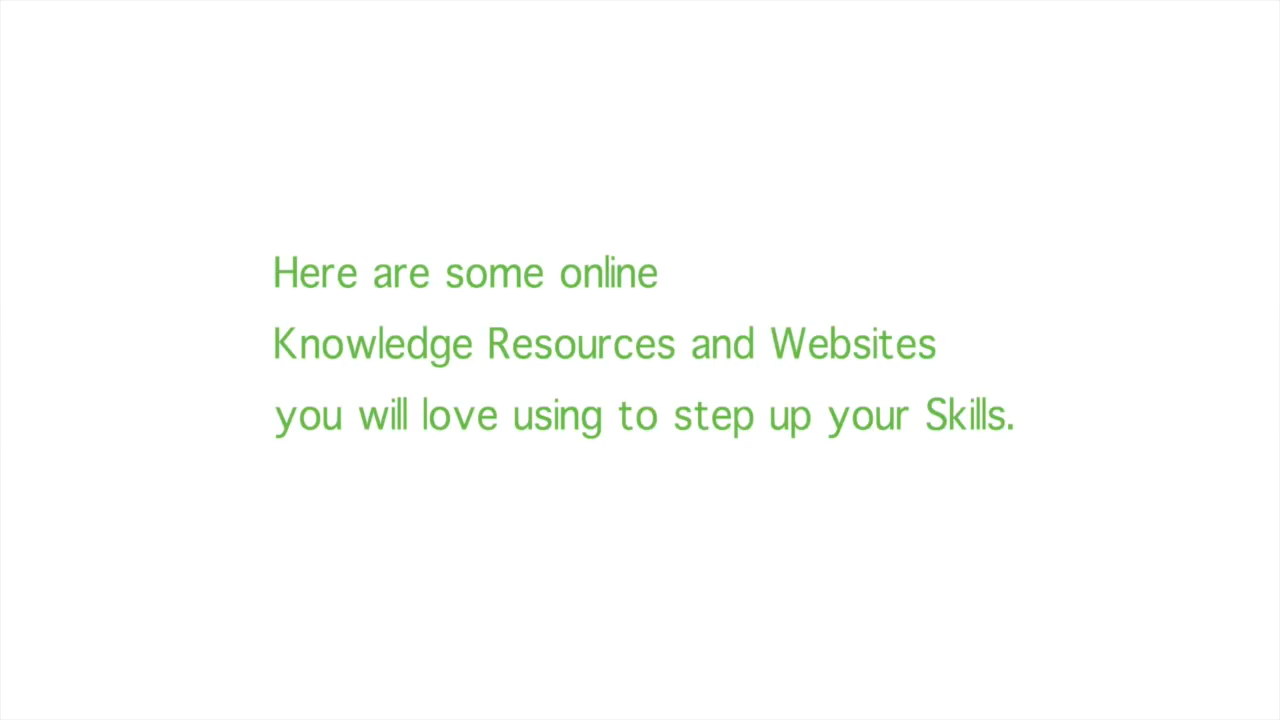 Here are some online
Knowledge Resources and Websites
you will love using to step up your Skills.